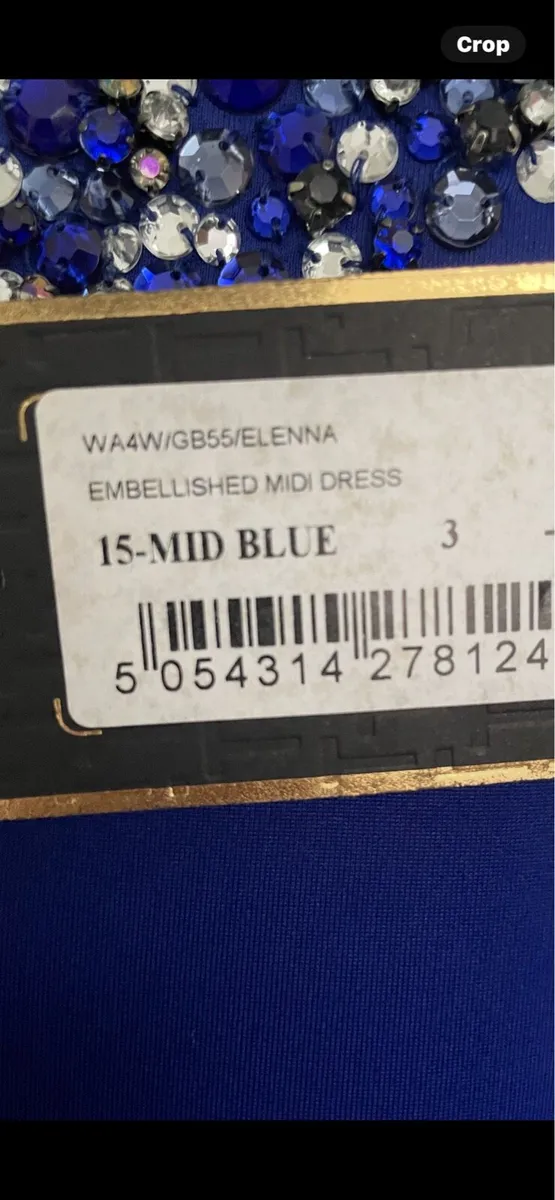 Crop
WA4W/GB55/ELENNA
EMBELLISHED MIDI DRESS
15-MID BLUE 3 -
5 054314 278124